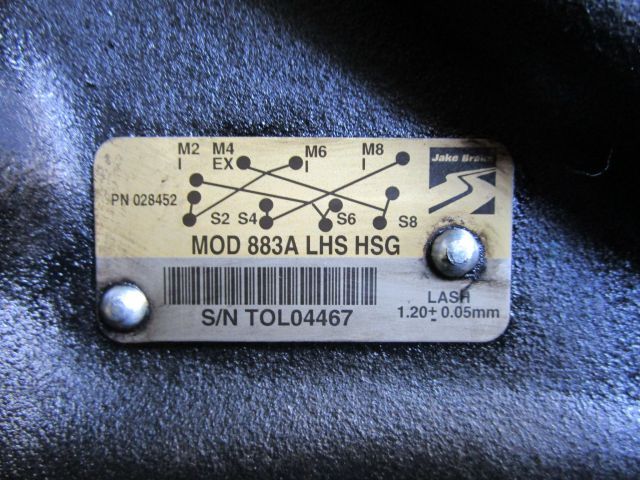 M2 M4 M6 M8
I EX I I
Jake Brake
PN 028452
S2 S4 S6 S8
MOD 883A LHS HSG
S/N TOL04467
LASH
1.20± 0.05mm